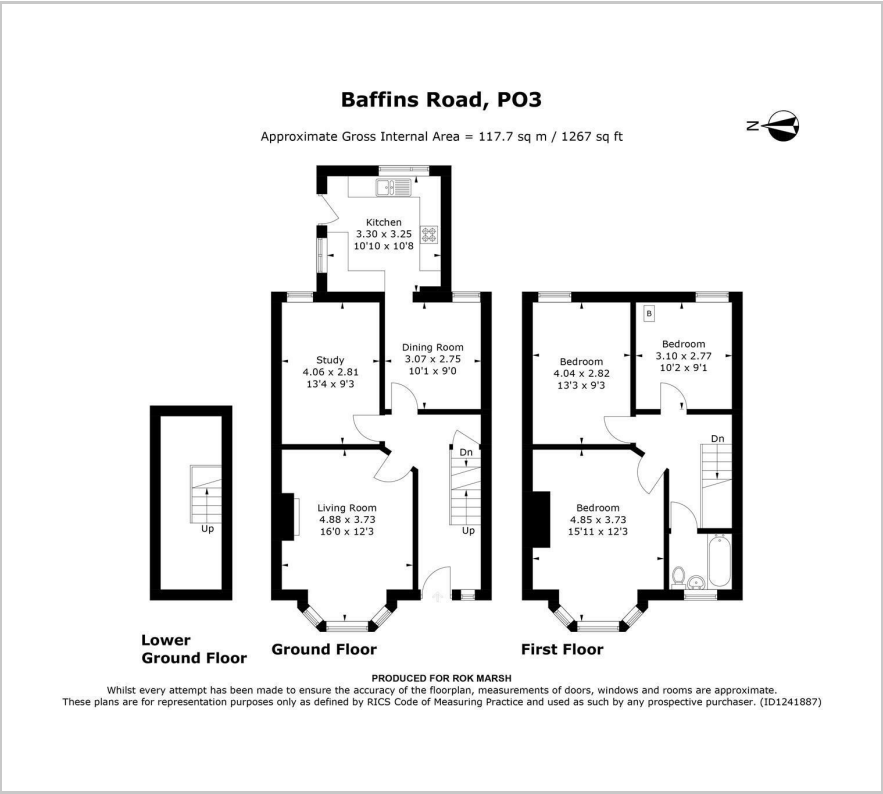 Baffins Road, PO3
Approximate Gross Internal Area = 117.7 sq m / 1267 sq ft
N
Kitchen
3.30 x 3.25
10'10 x 10'8
Study
4.06 x 2.81
13'4 x 9'3
Dining Room
3.07 x 2.75
10'1 x 9'0
Dn
Living Room
4.88 x 3.73
16'0 x 12'3
Up
Up
B
Bedroom
4.04 x 2.82
13'3 x 9'3
Bedroom
3.10 x 2.77
10'2 x 9'1
Dn
Bedroom
4.85 x 3.73
15'11 x 12'3
Lower
Ground Floor
Ground Floor
First Floor
PRODUCED FOR ROK MARSH
Whilst every attempt has been made to ensure the accuracy of the floorplan, measurements of doors, windows and rooms are approximate.
These plans are for representation purposes only as defined by RICS Code of Measuring Practice and used as such by any prospective purchaser. (ID1241887)